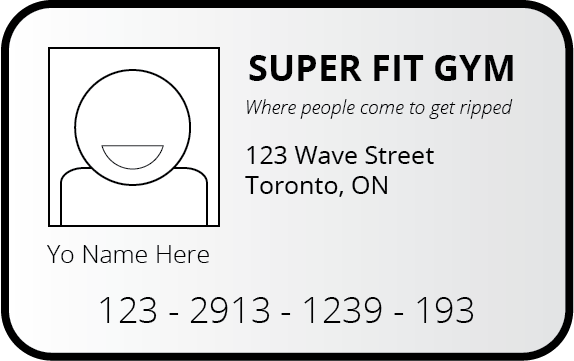 SUPER FIT GYM
Where people come to get ripped
123 Wave Street
Toronto, ON
Yo Name Here
123 - 2913 - 1239 - 193